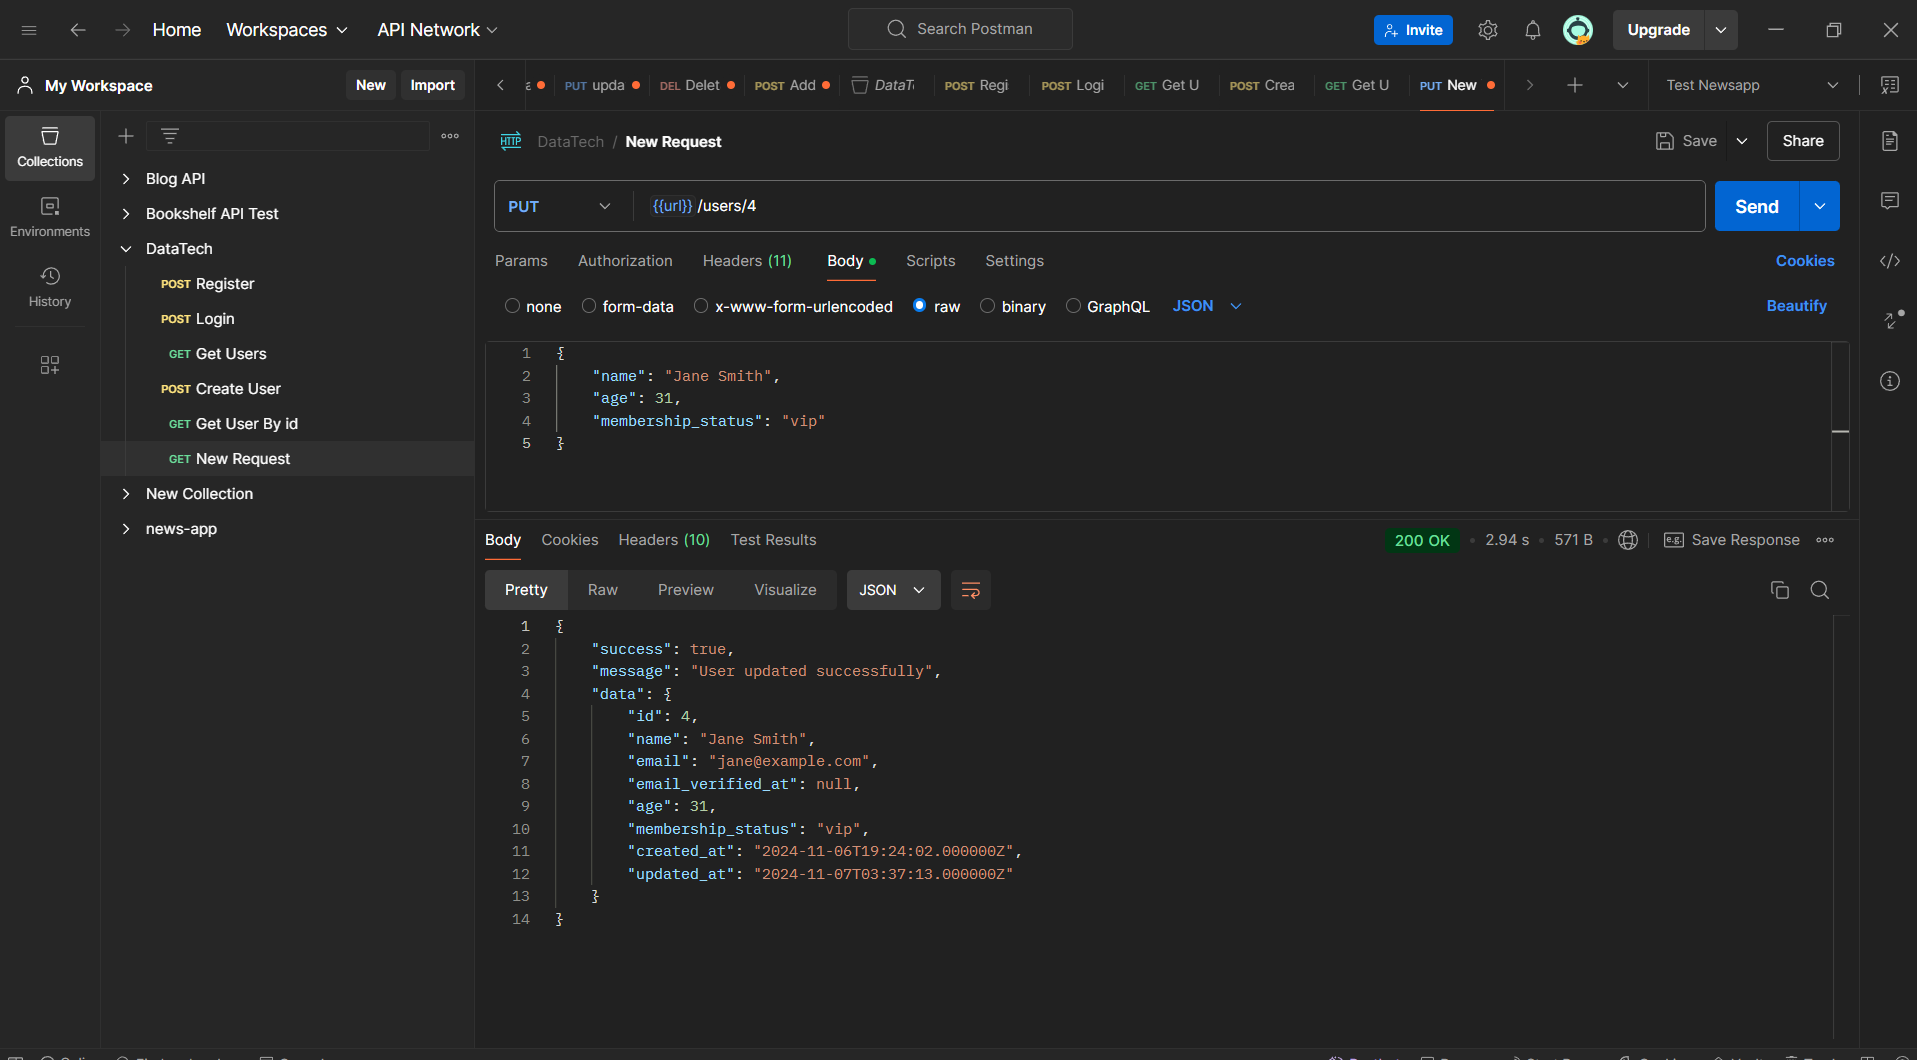 Home
Workspaces
API Network
Search Postman
Invite
Upgrade
My Workspace
New
Import
PUT upda
DEL Delet
POST Add
DataT
POST Regi
POST Logi
GET Get U
POST Crea
GET Get U
PUT New
Test Newsapp
Collections
Environments
History
Blog API
Bookshelf API Test
DataTech
POST Register
POST Login
GET Get Users
POST Create User
GET Get User By id
GET New Request
New Collection
news-app
HTTP DataTech / New Request
Save
Share
PUT
{{url}} /users/4
Send
Params
Authorization
Headers (11)
Body
Scripts
Settings
Cookies
none
form-data
x-www-form-urlencoded
raw
binary
GraphQL
JSON
Beautify
1 {
2 "name": "Jane Smith",
3 "age": 31,
4 "membership_status": "vip"
5 }
Body
Cookies
Headers (10)
Test Results
200 OK
2.94 s
571 B
e.g. Save Response
Pretty
Raw
Preview
Visualize
JSON
1 {
2 "success": true,
3 "message": "User updated successfully",
4 "data": {
5 "id": 4,
6 "name": "Jane Smith",
7 "email": "jane@example.com",
8 "email_verified_at": null,
9 "age": 31,
10 "membership_status": "vip",
11 "created_at": "2024-11-06T19:24:02.000000Z",
12 "updated_at": "2024-11-07T03:37:13.000000Z"
13 }
14 }